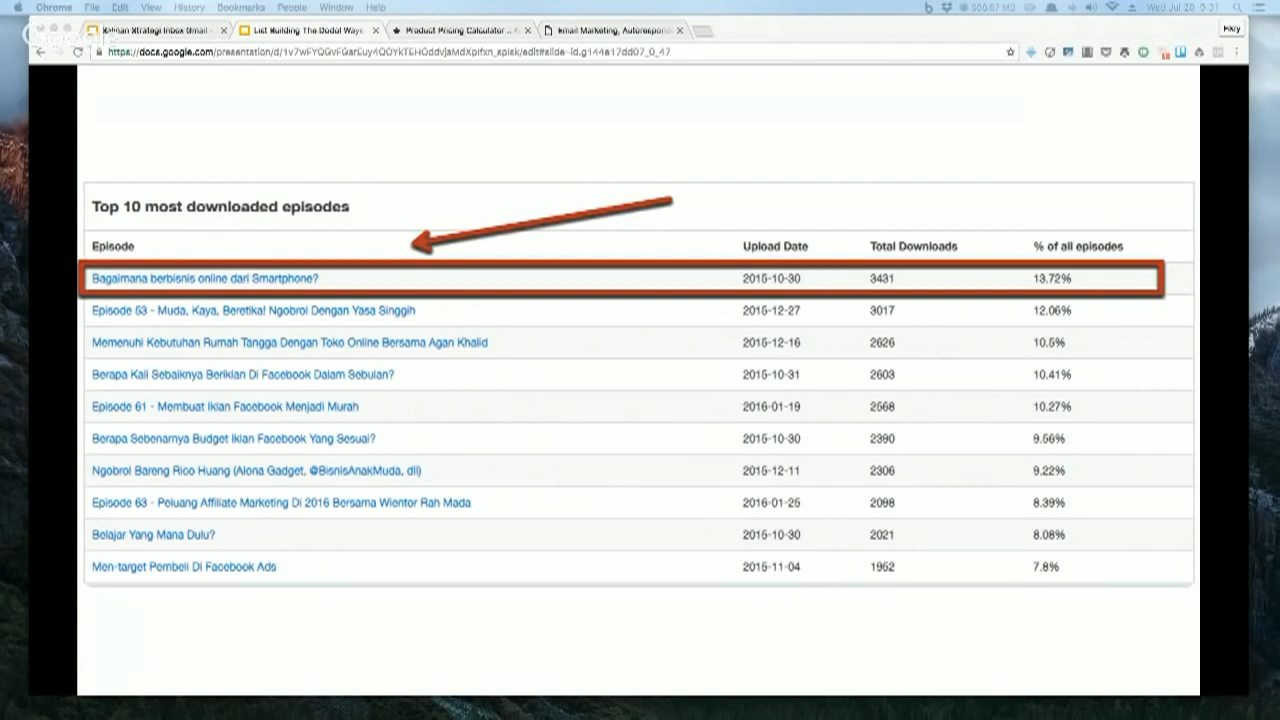 Chrome File Edit View History Bookmarks People Window Help
Wed Jul 20
List Building The Dodol Ways
Product Pricing Calculator
Email Marketing, Autorespond
Top 10 most downloaded episodes
Episode Upload Date Total Downloads % of all episodes
Bagaimana berbisnis online dari Smartphone? 2015-10-30 3431 13.72%
Episode 53 - Muda, Kaya, Beretika! Ngobrol Dengan Yasa Singgih 2015-12-27 3017 12.06%
Memenuhi Kebutuhan Rumah Tangga Dengan Toko Online Bersama Agan Khalid 2015-12-16 2626 10.5%
Berapa Kali Sebaiknya Beriklan Di Facebook Dalam Sebulan? 2015-10-31 2603 10.41%
Episode 61 - Membuat Iklan Facebook Menjadi Murah 2016-01-19 2568 10.27%
Berapa Sebenarnya Budget Iklan Facebook Yang Sesuai? 2015-10-30 2390 9.56%
Ngobrol Bareng Rico Huang (Alona Gadget, @BisnisAnakMuda, dll) 2015-12-11 2306 9.22%
Episode 63 - Peluang Affiliate Marketing Di 2016 Bersama Wientor Rah Mada 2016-01-25 2098 8.39%
Belajar Yang Mana Dulu? 2015-10-30 2021 8.08%
Men-target Pembeli Di Facebook Ads 2015-11-04 1952 7.8%